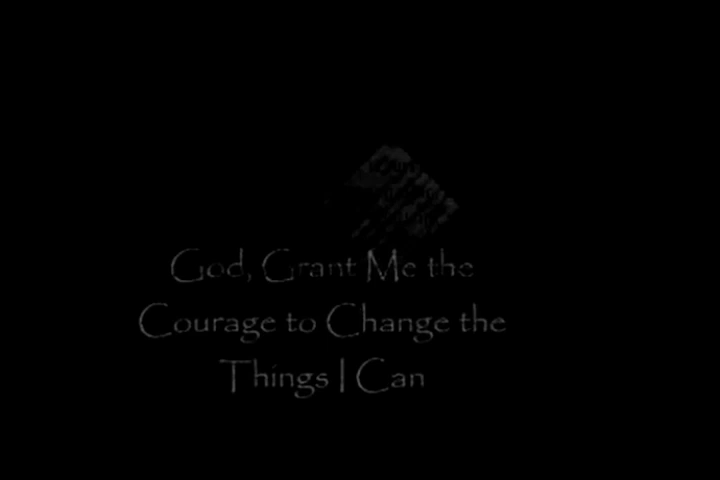 God, Grant Me the
Courage to Change the
Things I Can